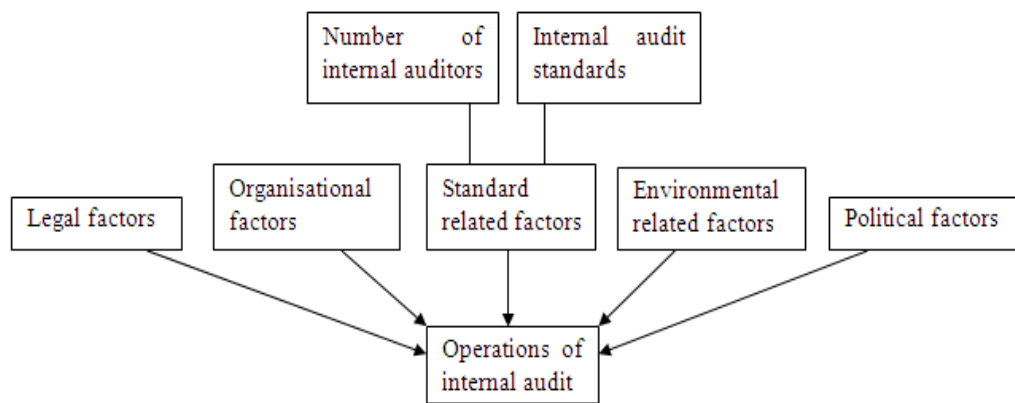 Number of
internal auditors
Internal audit
standards
Legal factors
Organisational
factors
Standard
related factors
Environmental
related factors
Political factors
Operations of
internal audit